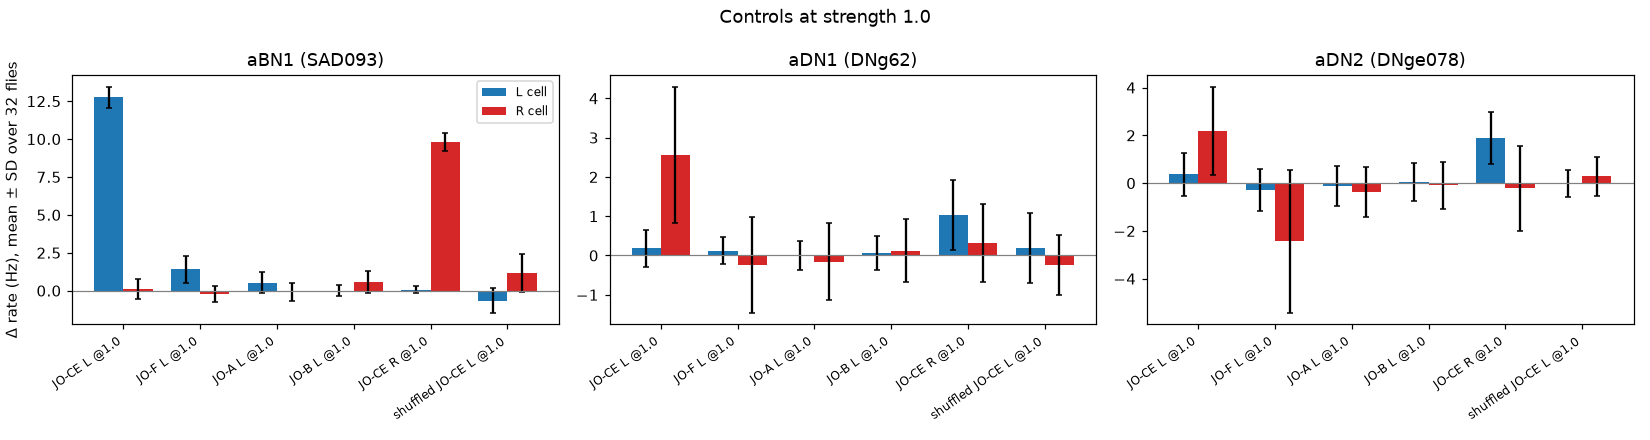 Controls at strength 1.0
aBN1 (SAD093)
Δ rate (Hz), mean ± SD over 32 flies
12.5
10.0
7.5
5.0
2.5
0.0
L cell
R cell
JO-CE L @1.0
JO-F L @1.0
JO-A L @1.0
JO-B L @1.0
JO-CE R @1.0
shuffled JO-CE L @1.0
aDN1 (DNg62)
4
3
2
1
0
−1
JO-CE L @1.0
JO-F L @1.0
JO-A L @1.0
JO-B L @1.0
JO-CE R @1.0
shuffled JO-CE L @1.0
aDN2 (DNge078)
4
2
0
−2
−4
JO-CE L @1.0
JO-F L @1.0
JO-A L @1.0
JO-B L @1.0
JO-CE R @1.0
shuffled JO-CE L @1.0